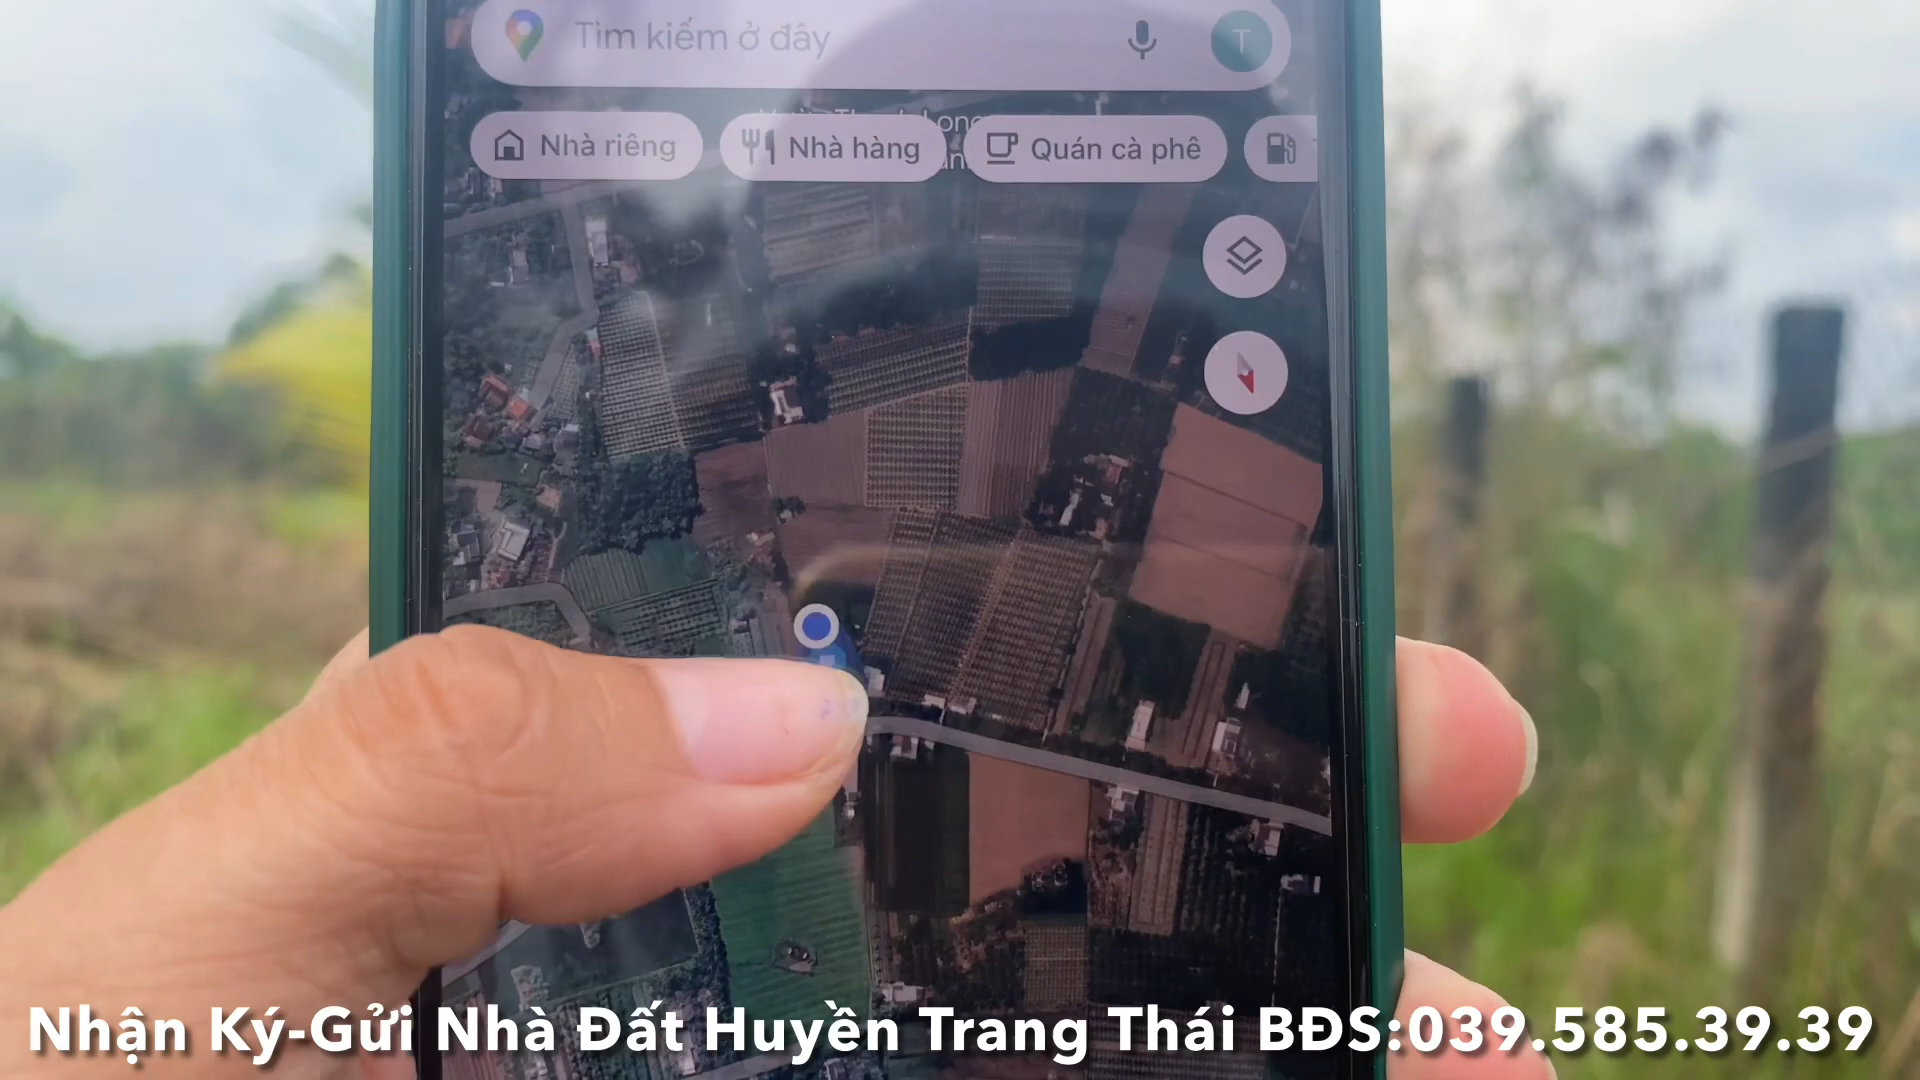 Tìm kiếm ở đây
T
Long
Nhà riêng
Nhà hàng
Quán cà phê
Nhận Ký-Gửi Nhà Đất Huyền Trang Thái BĐS:039.585.39.39